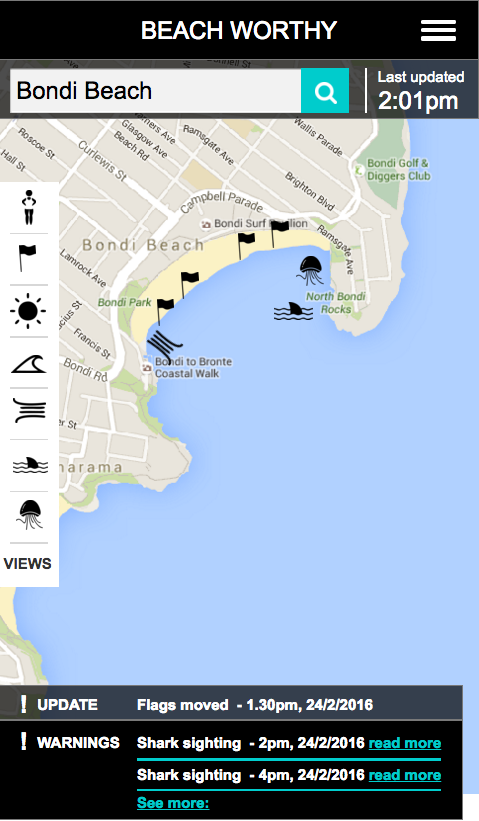 BEACH WORTHY
Bondi Beach
Last updated
2:01pm
Roscoe St
Glasgow Ave
Beach Rd
Ramsgate Ave
Wallis Parade
Hall St
Curlewis St
Bondi Golf &
Diggers Club
Brighton Blvd
Campbell Parade
Bondi Surf Pavilion
Ramsgate Ave
Bondi Beach
Lamrock Ave
Bondi Park
North Bondi
Rocks
Francis St
Bondi Rd
Bondi to Bronte
Coastal Walk
VIEWS
! UPDATE Flags moved - 1.30pm, 24/2/2016
! WARNINGS Shark sighting - 2pm, 24/2/2016 read more
Shark sighting - 4pm, 24/2/2016 read more
See more: